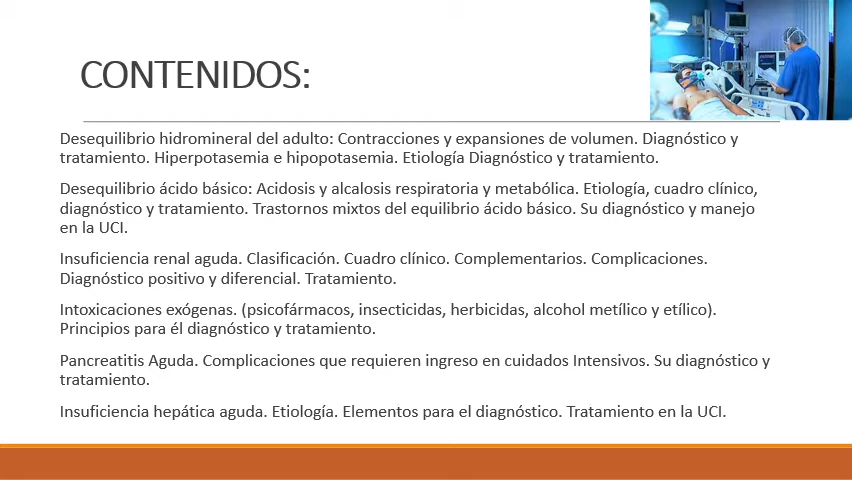 CONTENIDOS:
Desequilibrio hidromineral del adulto: Contracciones y expansiones de volumen. Diagnóstico y
tratamiento. Hiperpotasemia e hipopotasemia. Etiología Diagnóstico y tratamiento.
Desequilibrio ácido básico: Acidosis y alcalosis respiratoria y metabólica. Etiología, cuadro clínico,
diagnóstico y tratamiento. Trastornos mixtos del equilibrio ácido básico. Su diagnóstico y manejo
en la UCI.
Insuficiencia renal aguda. Clasificación. Cuadro clínico. Complementarios. Complicaciones.
Diagnóstico positivo y diferencial. Tratamiento.
Intoxicaciones exógenas. (psicofármacos, insecticidas, herbicidas, alcohol metílico y etílico).
Principios para él diagnóstico y tratamiento.
Pancreatitis Aguda. Complicaciones que requieren ingreso en cuidados Intensivos. Su diagnóstico y
tratamiento.
Insuficiencia hepática aguda. Etiología. Elementos para el diagnóstico. Tratamiento en la UCI.